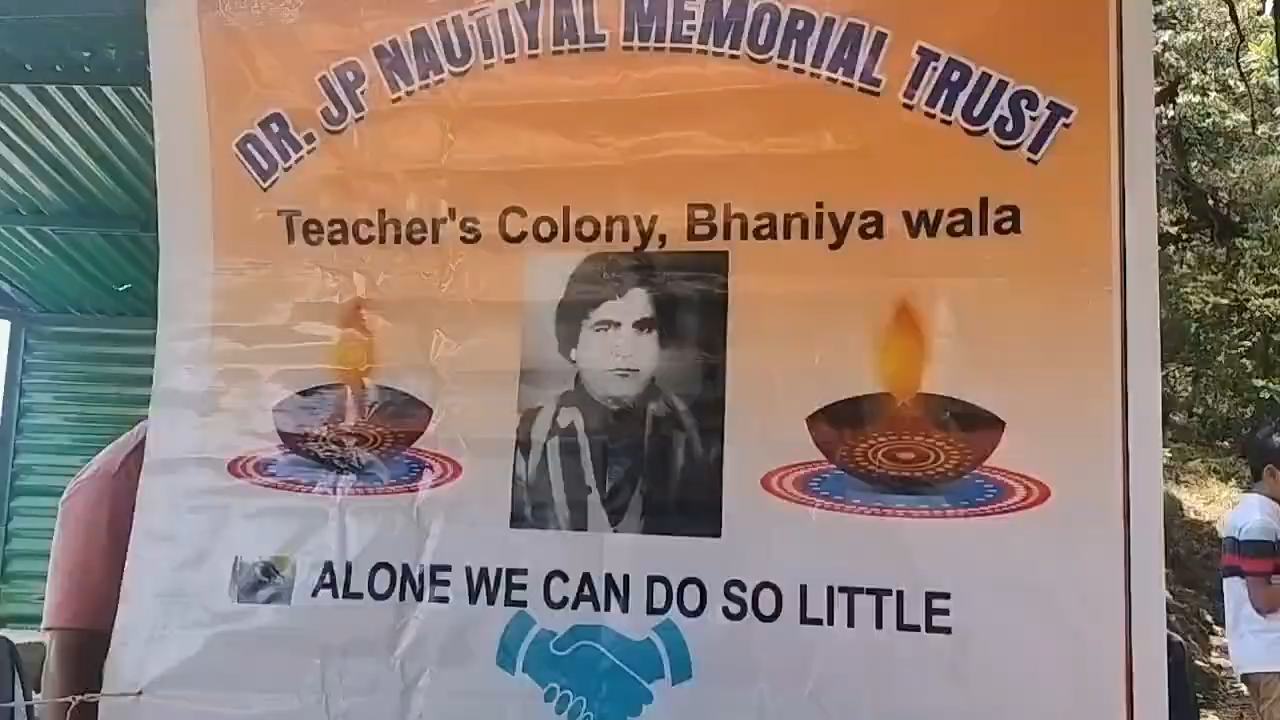 DR. JP NAUTIYAL MEMORIAL TRUST
Teacher's Colony, Bhaniya wala
ALONE WE CAN DO SO LITTLE